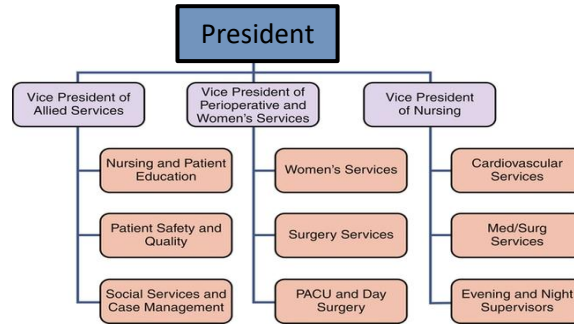 President
Vice President of
Allied Services
Vice President of
Perioperative and
Women's Services
Vice President
of Nursing
Nursing and Patient
Education
Women's Services
Cardiovascular
Services
Patient Safety and
Quality
Surgery Services
Med/Surg
Services
Social Services and
Case Management
PACU and Day
Surgery
Evening and Night
Supervisors